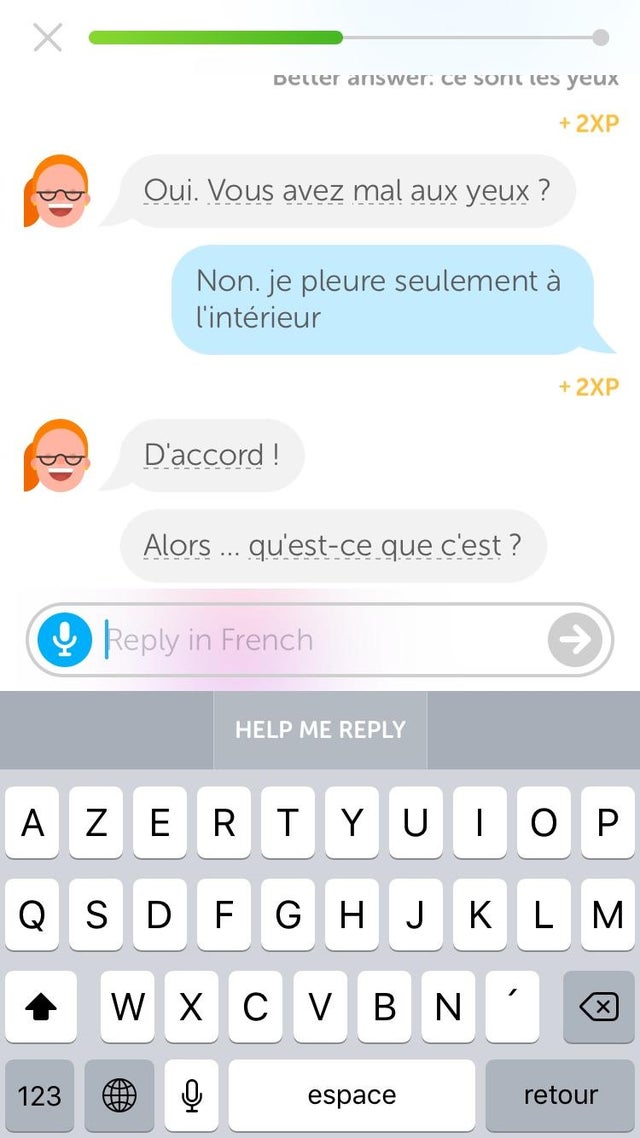 Better answer: ce sont les yeux
+ 2XP
Oui. Vous avez mal aux yeux ?
Non. je pleure seulement à
l'intérieur
+ 2XP
D'accord !
Alors ... qu'est-ce que c'est ?
Reply in French
HELP ME REPLY
A Z E R T Y U I O P
Q S D F G H J K L M
W X C V B N ´
123 espace retour